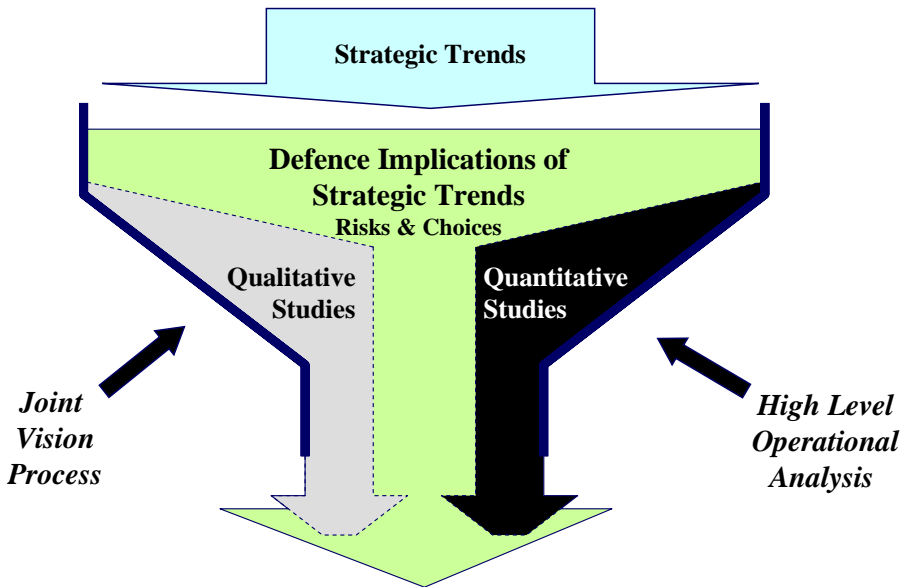 Strategic Trends
Defence Implications of
Strategic Trends
Risks & Choices
Qualitative
Studies
Quantitative
Studies
Joint
Vision
Process
High Level
Operational
Analysis